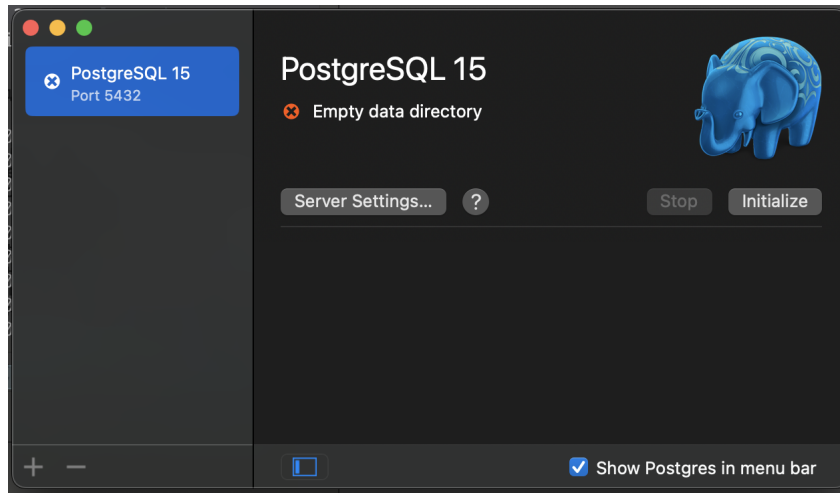 PostgreSQL 15
Port 5432
PostgreSQL 15
Empty data directory
Server Settings...
?
Stop
Initialize
Show Postgres in menu bar